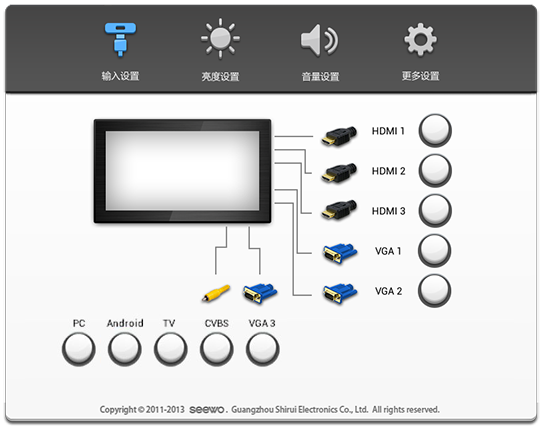 输入设置 亮度设置 音量设置 更多设置
HDMI 1
HDMI 2
HDMI 3
VGA 1
VGA 2
PC Android TV CVBS VGA 3
Copyright © 2011-2013 seewo. Guangzhou Shirui Electronics Co., Ltd. All rights reserved.